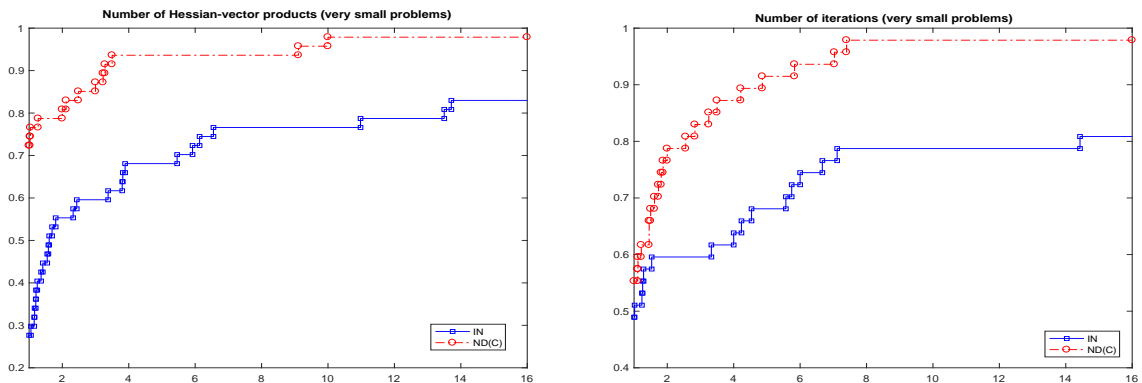 Number of Hessian-vector products (very small problems)
1
0.9
0.8
0.7
0.6
0.5
0.4
0.3
0.2
2 4 6 8 10 12 14 16
IN
ND(C)
Number of iterations (very small problems)
1
0.9
0.8
0.7
0.6
0.5
0.4
2 4 6 8 10 12 14 16
IN
ND(C)